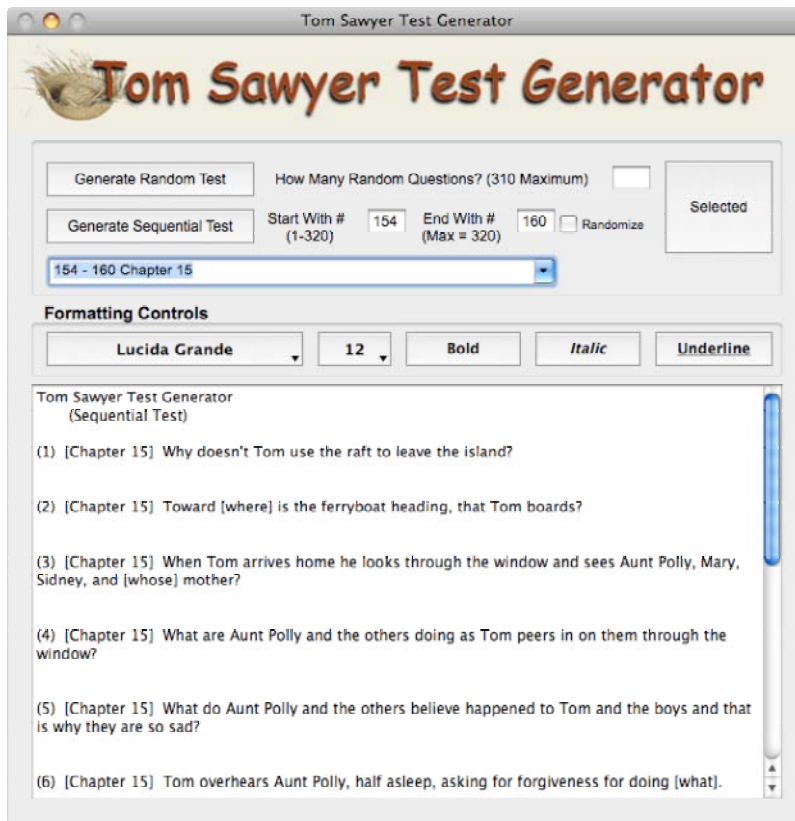 Tom Sawyer Test Generator
Tom Sawyer Test Generator
Generate Random Test
How Many Random Questions? (310 Maximum)
Selected
Generate Sequential Test
Start With #
(1-320)
154
End With #
(Max = 320)
160
Randomize
154 - 160 Chapter 15
Formatting Controls
Lucida Grande
12
Bold
Italic
Underline
Tom Sawyer Test Generator
(Sequential Test)
(1) [Chapter 15] Why doesn't Tom use the raft to leave the island?
(2) [Chapter 15] Toward [where] is the ferryboat heading, that Tom boards?
(3) [Chapter 15] When Tom arrives home he looks through the window and sees Aunt Polly, Mary,
Sidney, and [whose] mother?
(4) [Chapter 15] What are Aunt Polly and the others doing as Tom peers in on them through the
window?
(5) [Chapter 15] What do Aunt Polly and the others believe happened to Tom and the boys and that
is why they are so sad?
(6) [Chapter 15] Tom overhears Aunt Polly, half asleep, asking for forgiveness for doing [what].